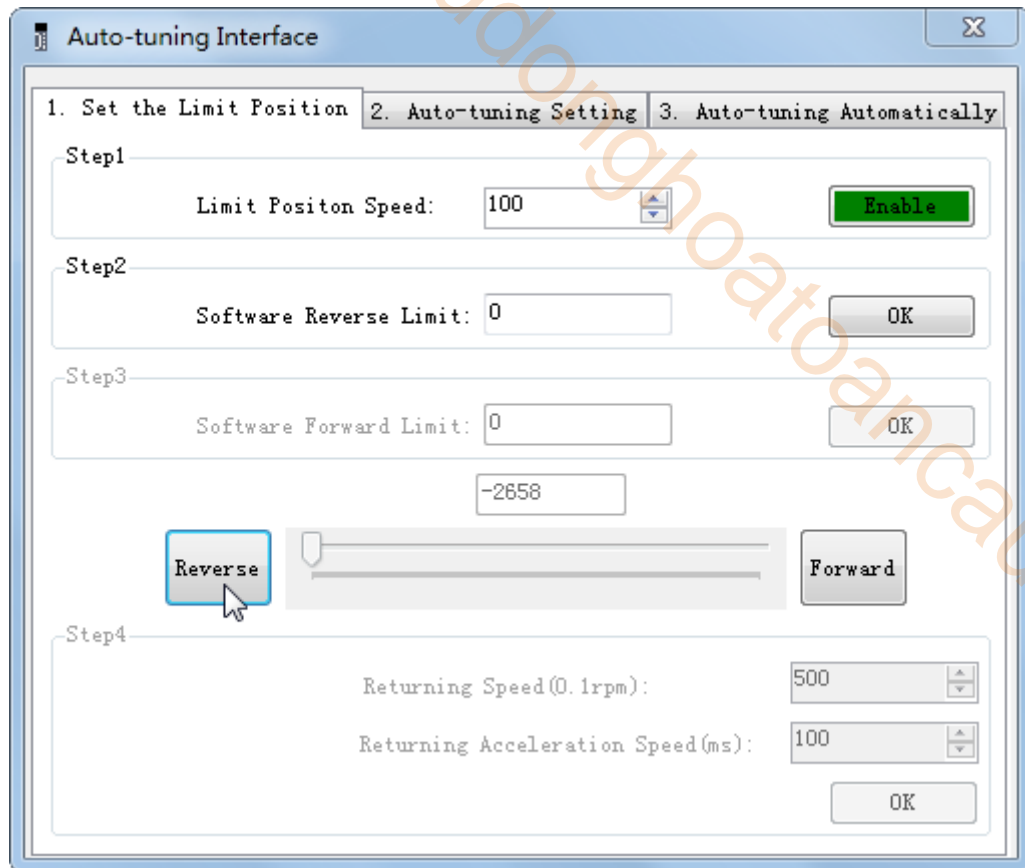 Auto-tuning Interface
1. Set the Limit Position 2. Auto-tuning Setting 3. Auto-tuning Automatically
Step1
Limit Positon Speed: 100 Enable
Step2
Software Reverse Limit: 0 OK
Step3
Software Forward Limit: 0 OK
-2658
Reverse Forward
Step4
Returning Speed(0.1rpm): 500
Returning Acceleration Speed(ms): 100
OK